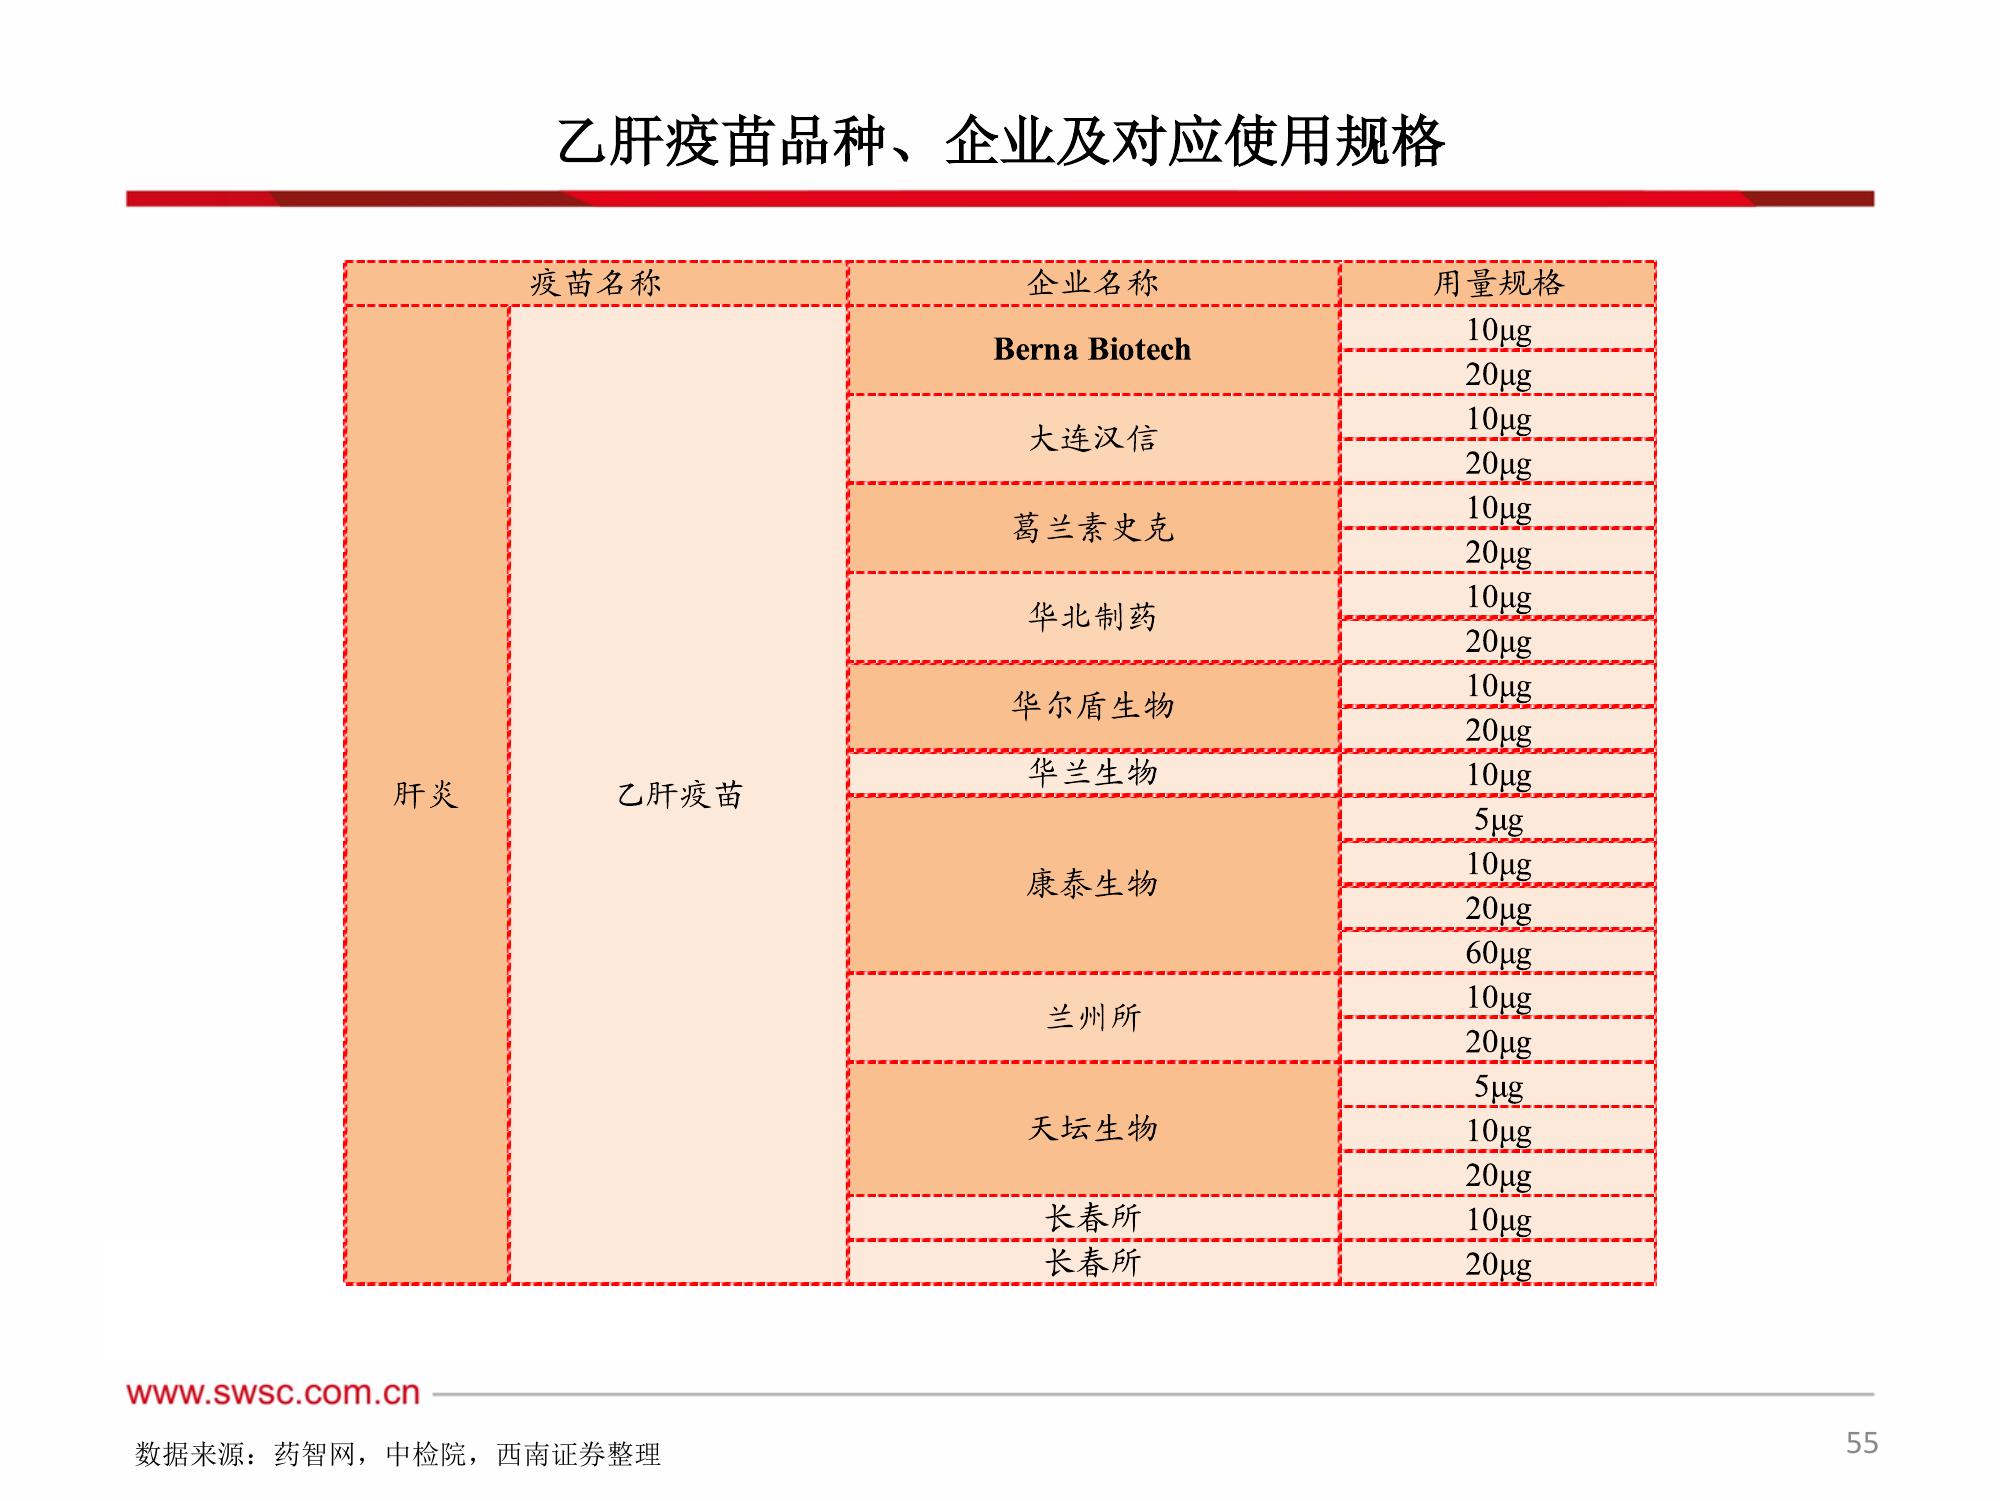 乙肝疫苗品种、企业及对应使用规格
疫苗名称 企业名称 用量规格
肝炎 乙肝疫苗 Berna Biotech 10μg
20μg
大连汉信 10μg
20μg
葛兰素史克 10μg
20μg
华北制药 10μg
20μg
华尔盾生物 10μg
20μg
华兰生物 10μg
康泰生物 5μg
10μg
20μg
60μg
兰州所 10μg
20μg
天坛生物 5μg
10μg
20μg
长春所 10μg
长春所 20μg
www.swsc.com.cn
数据来源：药智网，中检院，西南证券整理
55